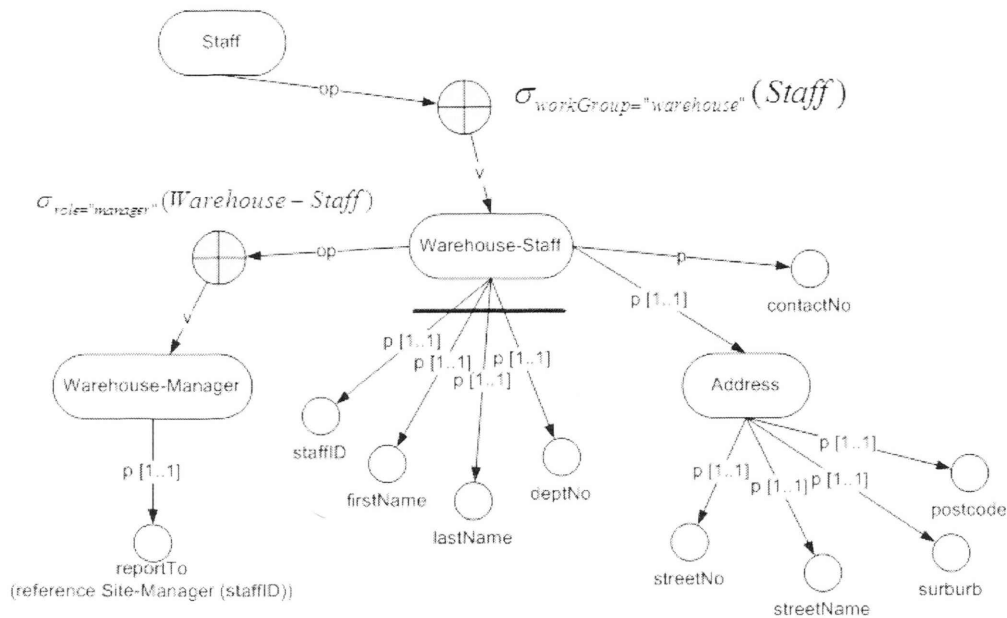 Staff
op
σ workGroup="warehouse" (Staff)
v
σ role="manager" (Warehouse – Staff)
op
Warehouse-Staff
p
contactNo
v
p [1..1]
p [1..1]
p [1..1]
p [1..1]
p [1..1]
Warehouse-Manager
Address
p [1..1]
staffID
firstName
lastName
deptNo
p [1..1]
p [1..1]
p [1..1]
p [1..1]
postcode
reportTo
(reference Site-Manager (staffID))
streetNo
streetName
surburb